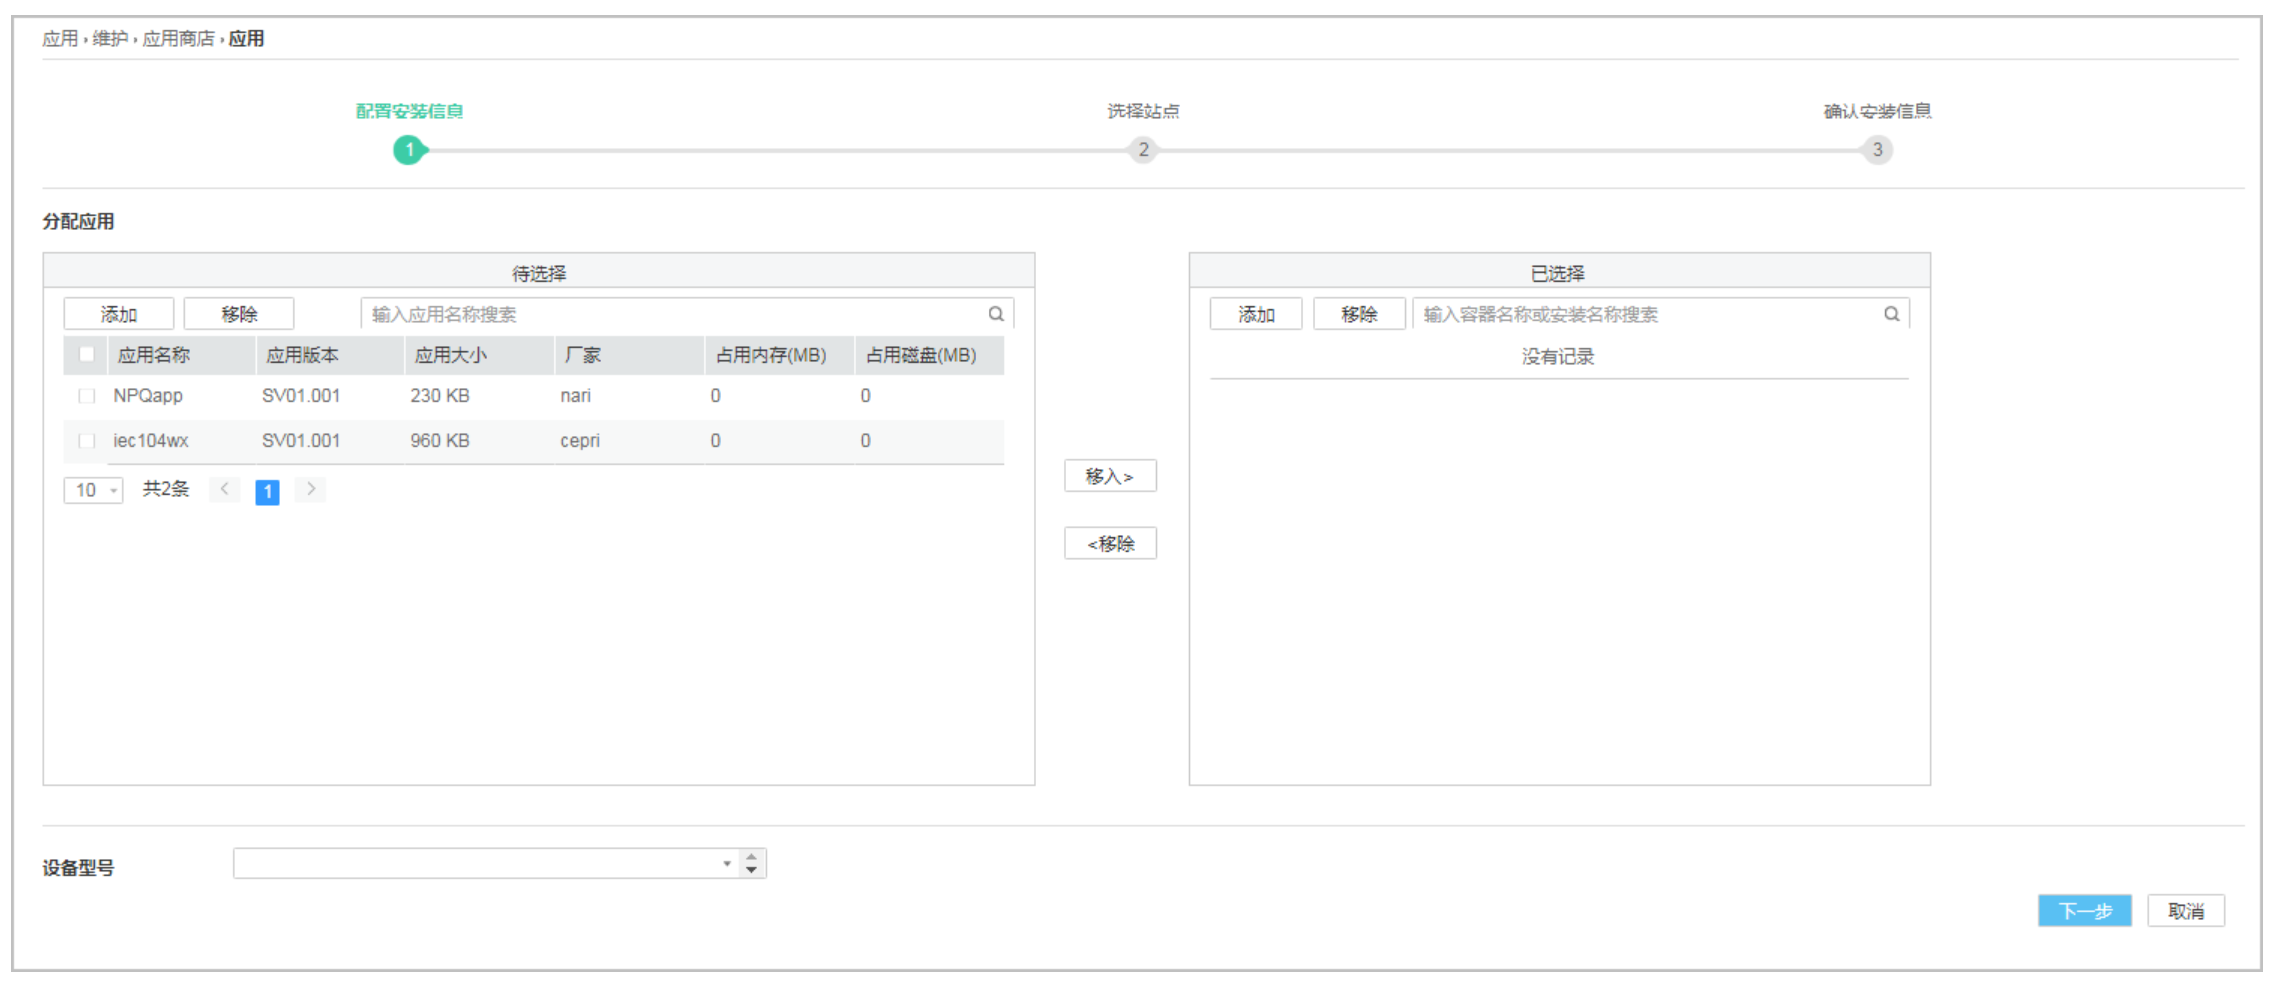 应用 › 维护 › 应用商店 › 应用
配置安装信息 选择站点 确认安装信息
1 2 3
分配应用
待选择
添加 移除 输入应用名称搜索
应用名称 应用版本 应用大小 厂家 占用内存(MB) 占用磁盘(MB)
NPQapp SV01.001 230 KB nari 0 0
iec104wx SV01.001 960 KB cepri 0 0
10 共2条 < 1 >
移入>
<移除
已选择
添加 移除 输入容器名称或安装名称搜索
没有记录
设备型号
下一步 取消